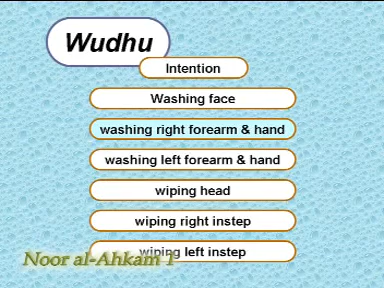 Wudhu
Intention
Washing face
washing right forearm & hand
washing left forearm & hand
wiping head
wiping right instep
wiping left instep
Noor al-Ahkam 1